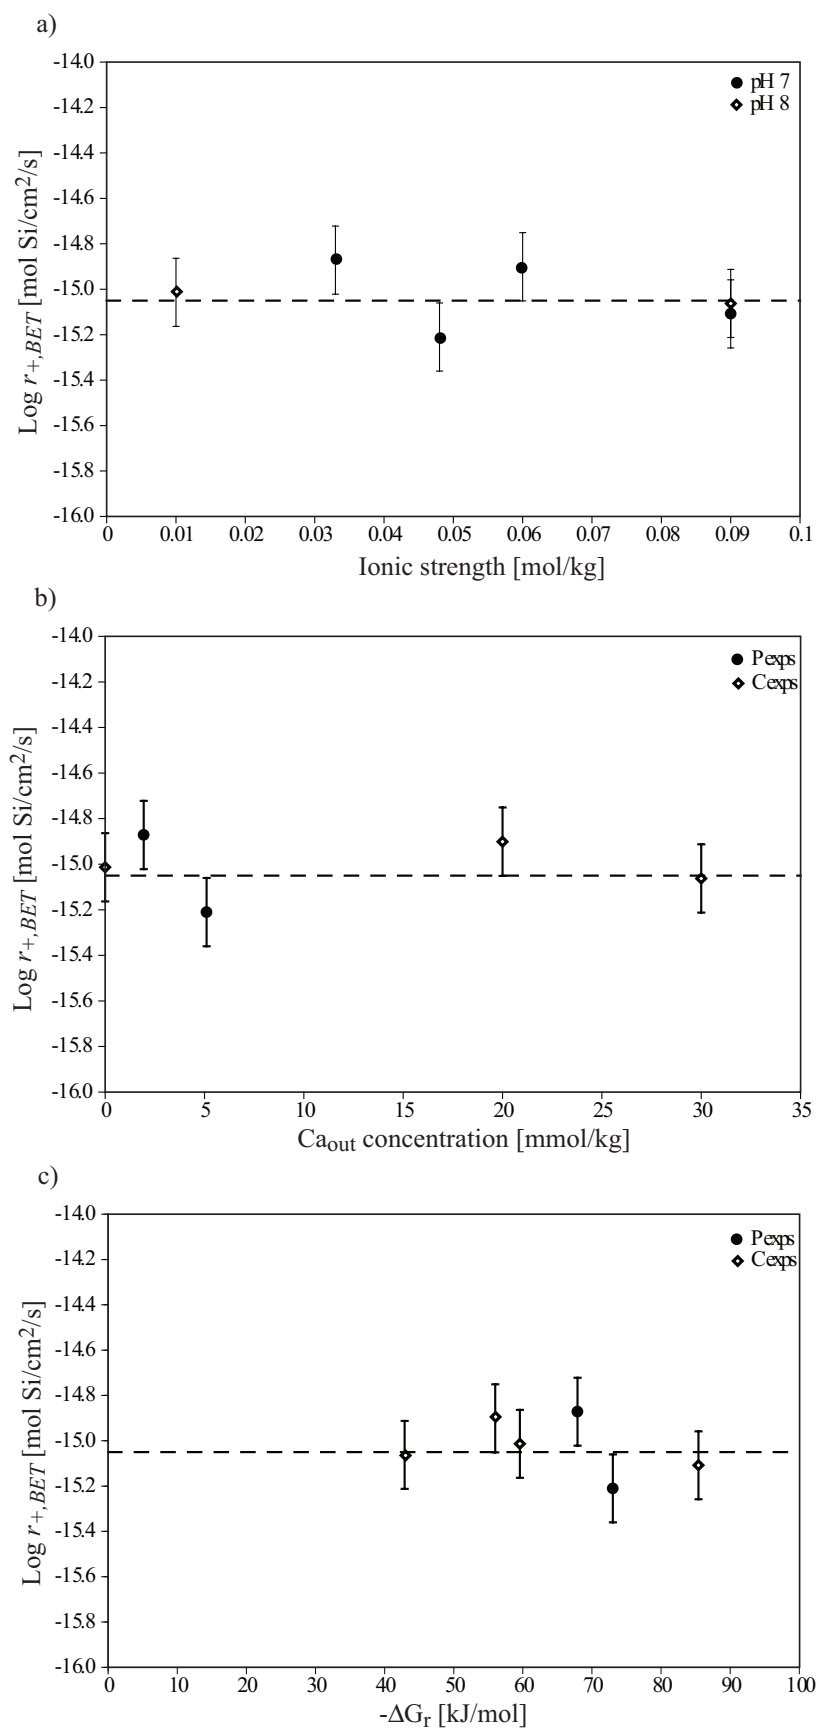 a)
-14.0
-14.2
-14.4
-14.6
-14.8
-15.0
-15.2
-15.4
-15.6
-15.8
-16.0
Log r+,BET [mol Si/cm2/s]
pH 7
pH 8
0 0.01 0.02 0.03 0.04 0.05 0.06 0.07 0.08 0.09 0.1
Ionic strength [mol/kg]
b)
-14.0
-14.2
-14.4
-14.6
-14.8
-15.0
-15.2
-15.4
-15.6
-15.8
-16.0
Log r+,BET [mol Si/cm2/s]
P exps
C exps
0 5 10 15 20 25 30 35
Caout concentration [mmol/kg]
c)
-14.0
-14.2
-14.4
-14.6
-14.8
-15.0
-15.2
-15.4
-15.6
-15.8
-16.0
Log r+,BET [mol Si/cm2/s]
P exps
C exps
0 10 20 30 40 50 60 70 80 90 100
-ΔGr [kJ/mol]